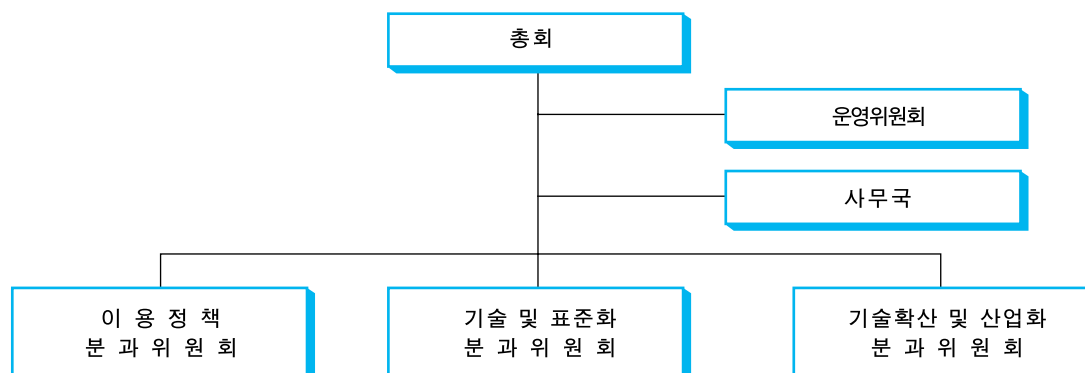 총회
운영위원회
사무국
이 용 정 책
분 과 위 원 회
기술 및 표준화
분 과 위 원 회
기술확산 및 산업화
분 과 위 원 회